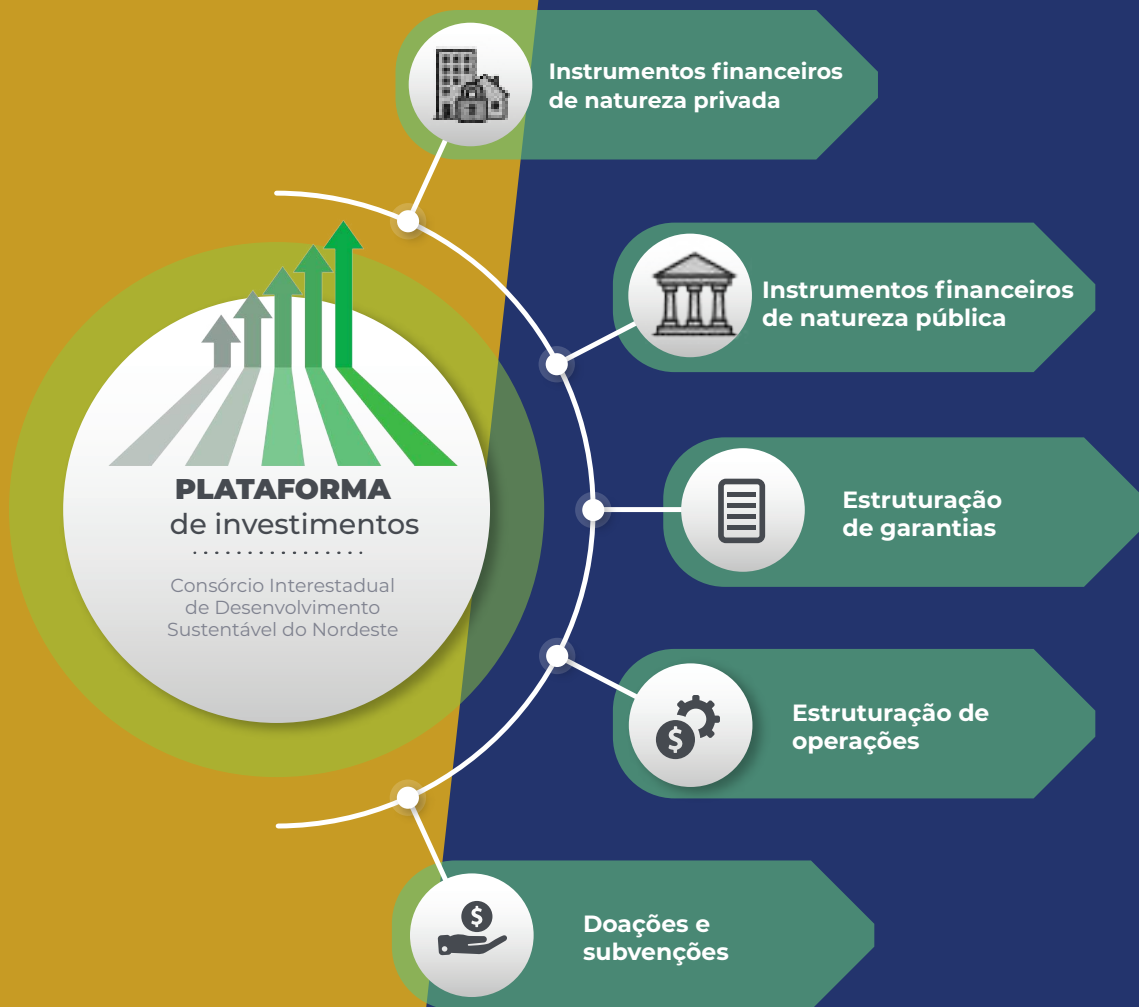 Instrumentos financeiros
de natureza privada
Instrumentos financeiros
de natureza pública
PLATAFORMA
de investimentos
Consórcio Interestadual
de Desenvolvimento
Sustentável do Nordeste
Estruturação
de garantias
Estruturação de
operações
Doações e
subvenções